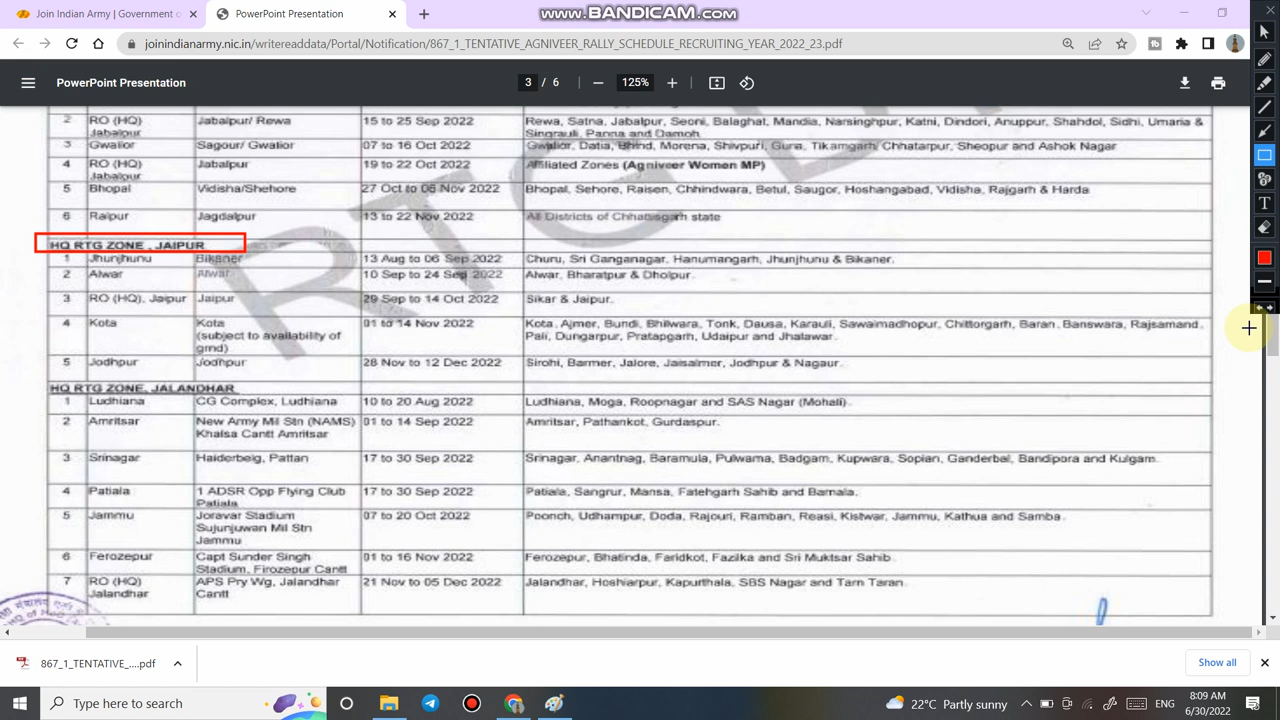 Join Indian Army | Government o
PowerPoint Presentation
www.BANDICAM.com
joinindianarmy.nic.in/writereaddata/Portal/Notification/867_1_TENTATIVE_AGNIVEER_RALLY_SCHEDULE_RECRUITING_YEAR_2022_23.pdf
PowerPoint Presentation
3 / 6
125%
2 RO (HQ) Jabalpur Jabalpur/ Rewa 15 to 25 Sep 2022 Rewa, Satna, Jabalpur, Seoni, Balaghat, Mandla, Narsinghpur, Katni, Dindori, Anuppur, Shahdol, Sidhi, Umaria &
Singrauli, Panna and Damoh
3 Gwalior Sagour/ Gwalior 07 to 16 Oct 2022 Gwalior, Datia, Bhind, Morena, Shivpuri, Guna, Tikamgarh, Chhatarpur, Sheopur and Ashok Nagar
4 RO (HQ) Jabalpur Jabalpur 19 to 22 Oct 2022 Affiliated Zones (Agniveer Women MP)
5 Bhopal Vidisha/Shehore 27 Oct to 06 Nov 2022 Bhopal, Sehore, Raisen, Chhindwara, Betul, Saugor, Hoshangabad, Vidisha, Rajgarh & Harda
6 Raipur Jagdalpur 13 to 22 Nov 2022 All Districts of Chhattisgarh state
HQ RTG ZONE , JAIPUR
1 Jhunjhunu Bikaner 13 Aug to 06 Sep 2022 Churu, Sri Ganganagar, Hanumangarh, Jhunjhunu & Bikaner.
2 Alwar Alwar 10 Sep to 24 Sep 2022 Alwar, Bharatpur & Dholpur.
3 RO (HQ), Jaipur Jaipur 29 Sep to 14 Oct 2022 Sikar & Jaipur.
4 Kota Kota 01 to 14 Nov 2022 Kota, Ajmer, Bundi, Bhilwara, Tonk, Dausa, Karauli, Sawaimadhopur, Chittorgarh, Baran, Banswara, Rajsamand,
(subject to availability of Pali, Dungarpur, Pratapgarh, Udaipur and Jhalawar.
grnd)
5 Jodhpur Jodhpur 28 Nov to 12 Dec 2022 Sirohi, Barmer, Jalore, Jaisalmer, Jodhpur & Nagaur.
HQ RTG ZONE, JALANDHAR
1 Ludhiana CG Complex, Ludhiana 10 to 20 Aug 2022 Ludhiana, Moga, Roopnagar and SAS Nagar (Mohali).
2 Amritsar New Army Mil Stn (NAMS) 01 to 14 Sep 2022 Amritsar, Pathankot, Gurdaspur.
Khalsa Cantt Amritsar
3 Srinagar Haiderbeig, Pattan 17 to 30 Sep 2022 Srinagar, Anantnag, Baramula, Pulwama, Badgam, Kupwara, Sopian, Ganderbal, Bandipora and Kulgam.
4 Patiala 1 ADSR Opp Flying Club 17 to 30 Sep 2022 Patiala, Sangrur, Mansa, Fatehgarh Sahib and Barnala.
Patiala
5 Jammu Joravar Stadium 07 to 20 Oct 2022 Poonch, Udhampur, Doda, Rajouri, Ramban, Reasi, Kistwar, Jammu, Kathua and Samba.
Sujunjuwan Mil Stn
Jammu
6 Ferozepur Capt Sunder Singh 01 to 16 Nov 2022 Ferozepur, Bhatinda, Faridkot, Fazilka and Sri Muktsar Sahib.
Stadium, Firozepur Cantt
7 RO (HQ) APS Pry Wg, Jalandhar 21 Nov to 05 Dec 2022 Jalandhar, Hoshiarpur, Kapurthala, SBS Nagar and Tarn Taran.
Jalandhar Cantt
867_1_TENTATIVE_....pdf
Show all
Type here to search
22°C Partly sunny
ENG
8:09 AM
6/30/2022